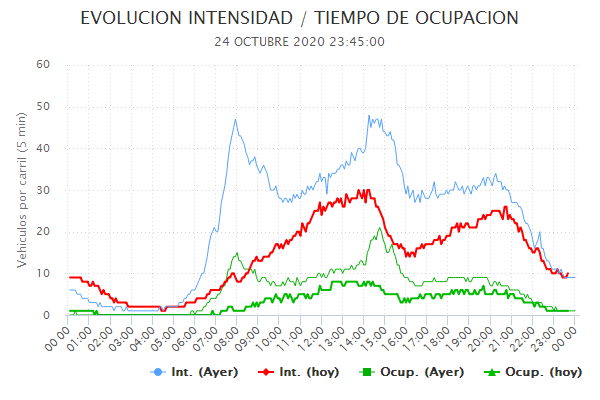 EVOLUCION INTENSIDAD / TIEMPO DE OCUPACION
24 OCTUBRE 2020 23:45:00
Vehiculos por carril (5 min)
60
50
40
30
20
10
0
00:00 01:00 02:00 03:00 04:00 05:00 06:00 07:00 08:00 09:00 10:00 11:00 12:00 13:00 14:00 15:00 16:00 17:00 18:00 19:00 20:00 21:00 22:00 23:00 00:00
Int. (Ayer) Int. (hoy) Ocup. (Ayer) Ocup. (hoy)